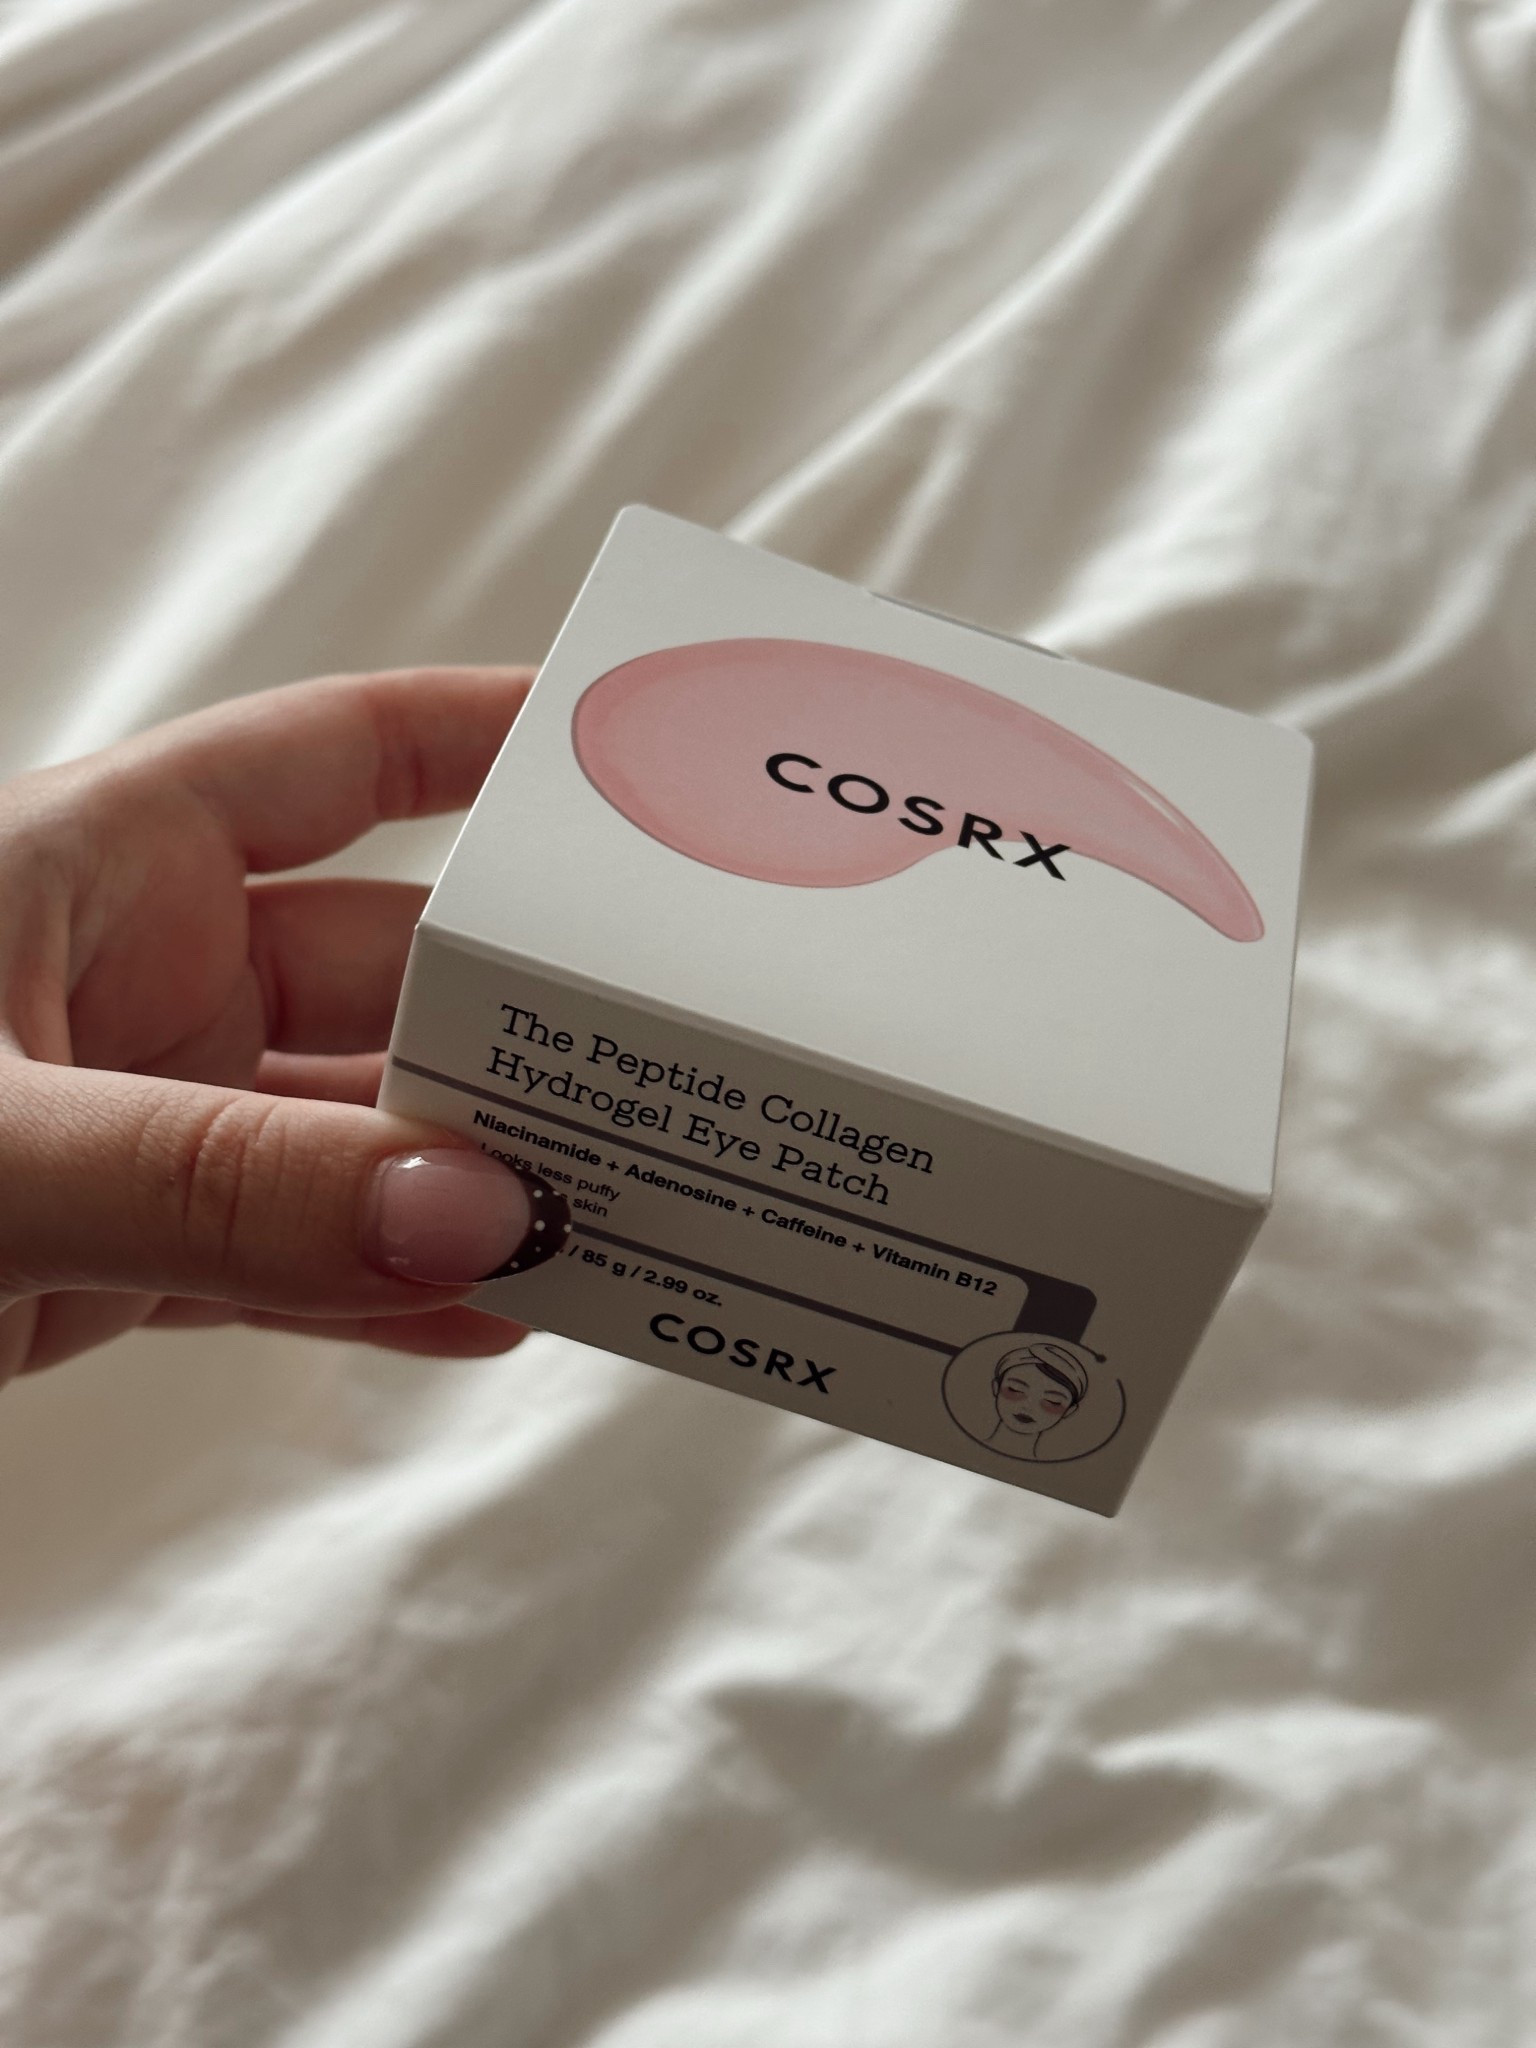 COSRX
The Peptide Collagen
Hydrogel Eye Patch
Niacinamide + Adenosine + Caffeine + Vitamin B12
Looks less puffy
skin
/ 85 g / 2.99 oz.
COSRX